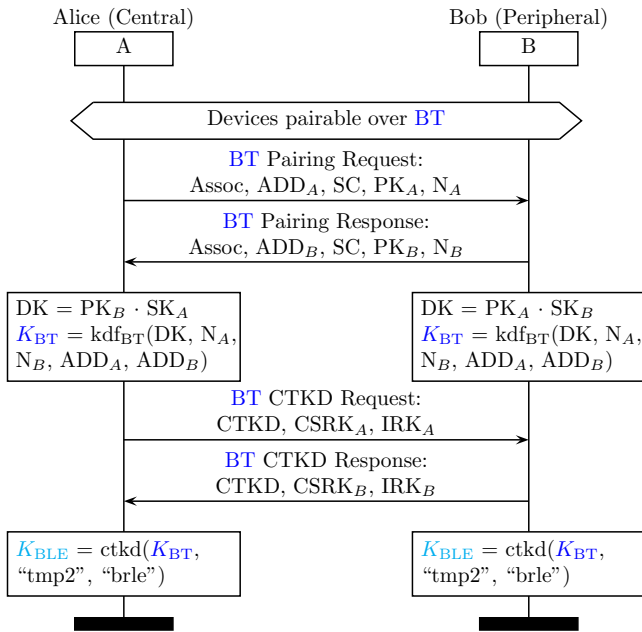 Alice (Central) Bob (Peripheral)
A B
Devices pairable over BT
BT Pairing Request:
Assoc, ADD_A, SC, PK_A, N_A
BT Pairing Response:
Assoc, ADD_B, SC, PK_B, N_B
DK = PK_B · SK_A
K_BT = kdf_BT(DK, N_A,
N_B, ADD_A, ADD_B)
DK = PK_A · SK_B
K_BT = kdf_BT(DK, N_A,
N_B, ADD_A, ADD_B)
BT CTKD Request:
CTKD, CSRK_A, IRK_A
BT CTKD Response:
CTKD, CSRK_B, IRK_B
K_BLE = ctkd(K_BT,
“tmp2”, “brle”)
K_BLE = ctkd(K_BT,
“tmp2”, “brle”)